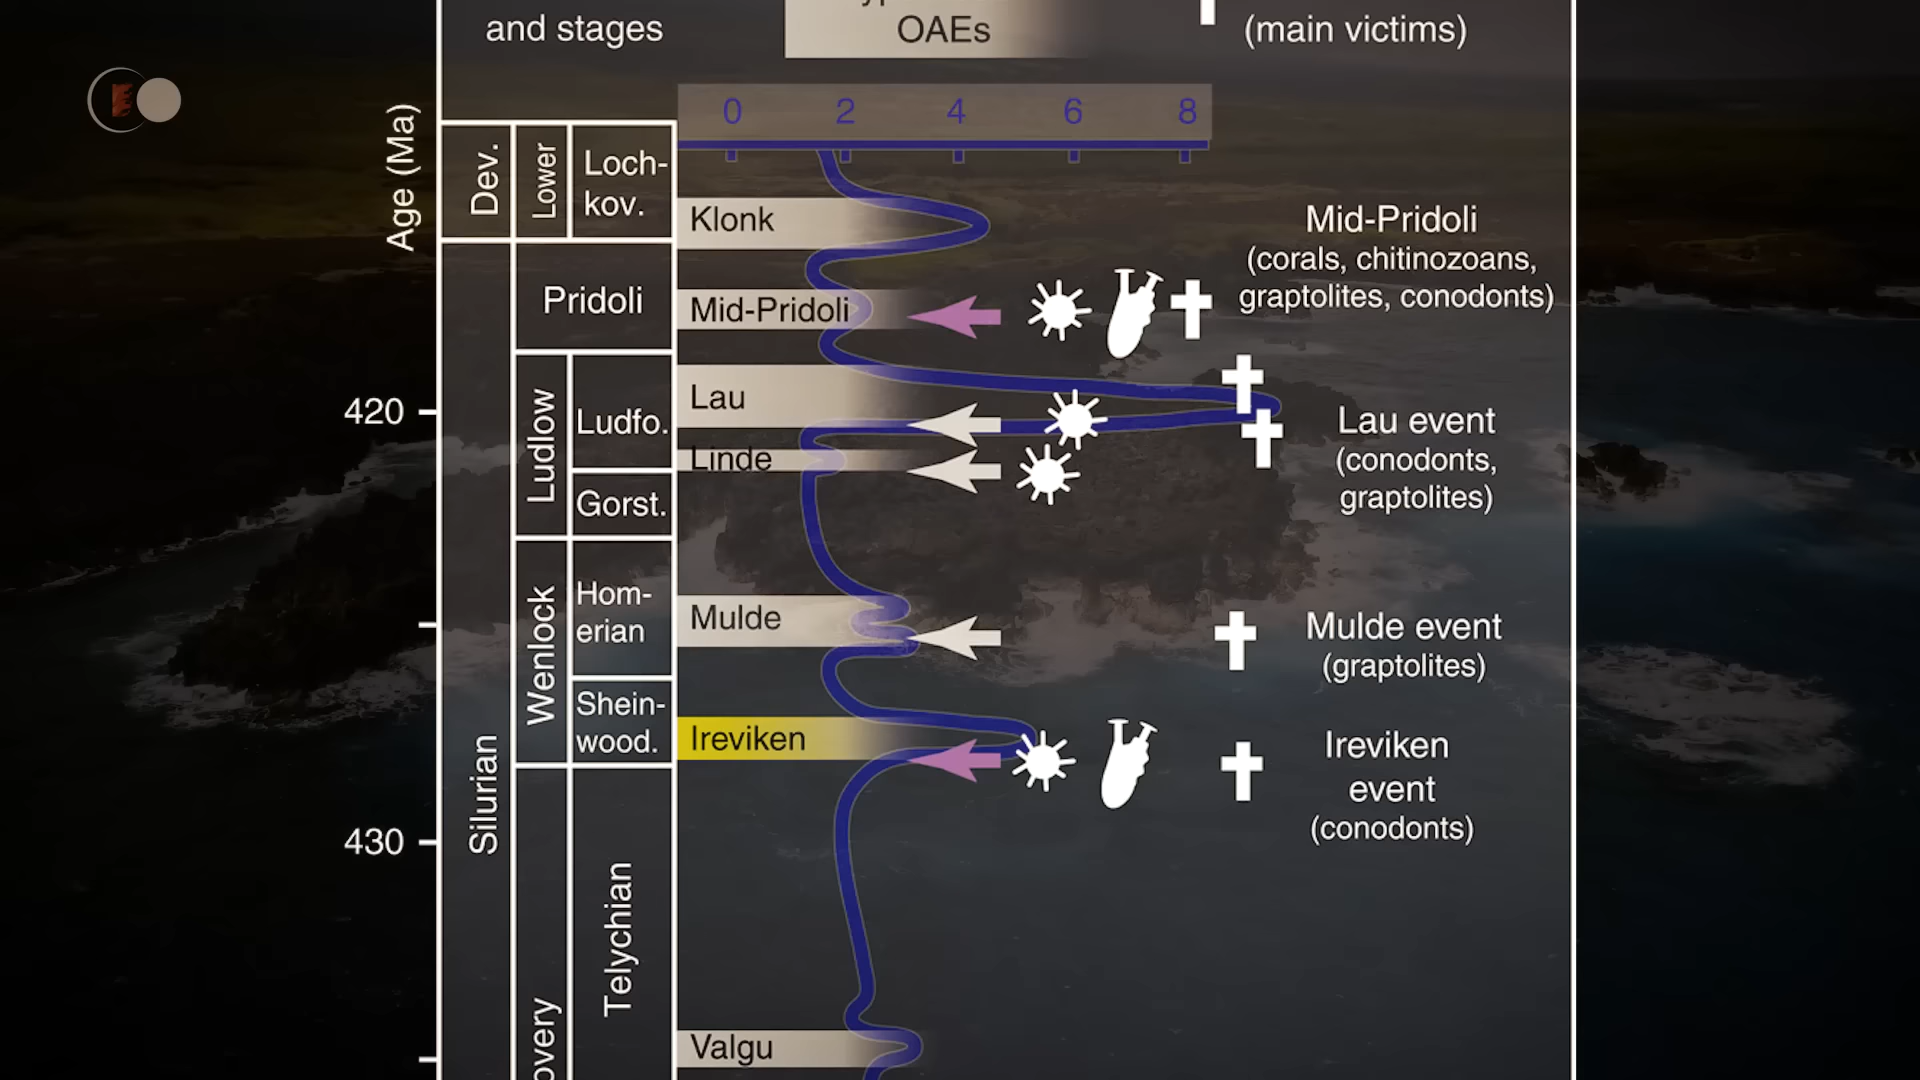 and stages
OAEs
(main victims)
Age (Ma)
0 2 4 6 8
Dev.
Lower
Loch-
kov.
Klonk
Mid-Pridoli
(corals, chitinozoans,
graptolites, conodonts)
Pridoli
Mid-Pridoli
420
Ludlow
Ludfo.
Lau
Lau event
(conodonts,
graptolites)
Linde
Gorst.
Wenlock
Hom-
erian
Mulde
Mulde event
(graptolites)
Shein-
wood.
Ireviken
Ireviken
event
(conodonts)
Silurian
430
Telychian
overy
Valgu